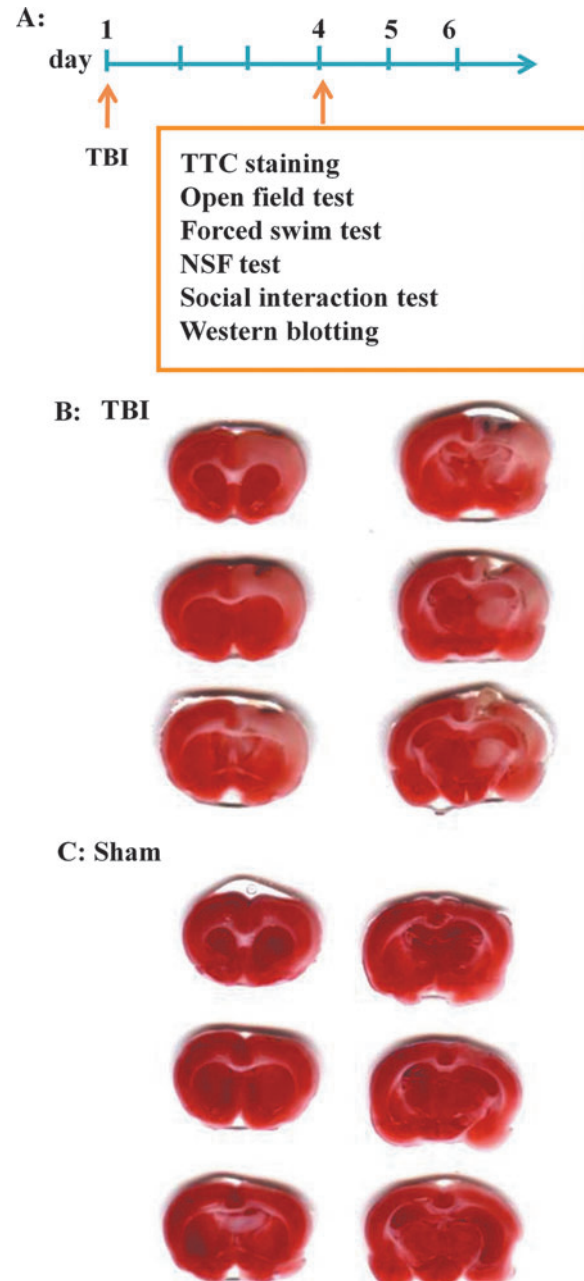 A:
1 4 5 6
day
TBI
TTC staining
Open field test
Forced swim test
NSF test
Social interaction test
Western blotting
B: TBI
C: Sham